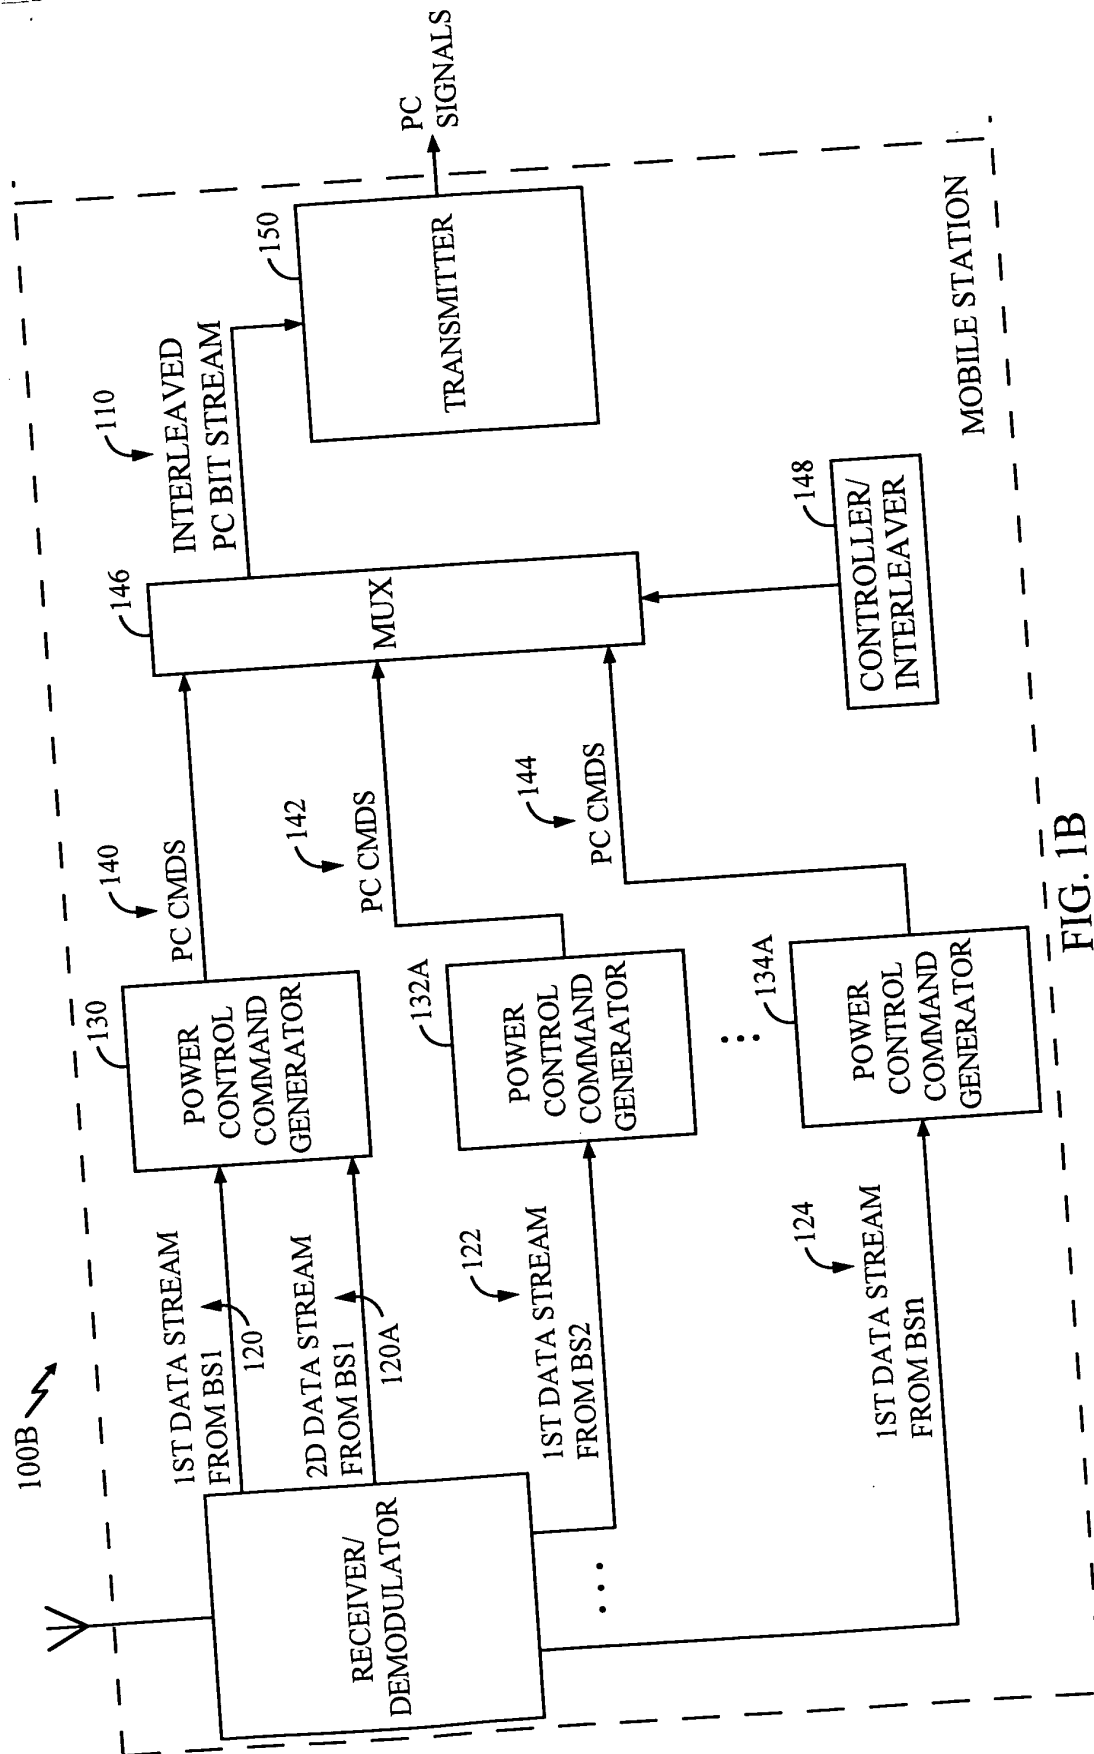 100B
RECEIVER/
DEMODULATOR
1ST DATA STREAM
FROM BS1
120
2D DATA STREAM
FROM BS1
120A
122
1ST DATA STREAM
FROM BS2
...
124
1ST DATA STREAM
FROM BSn
130
POWER
CONTROL
COMMAND
GENERATOR
132A
POWER
CONTROL
COMMAND
GENERATOR
...
134A
POWER
CONTROL
COMMAND
GENERATOR
140
PC CMDS
142
PC CMDS
144
PC CMDS
146
MUX
148
CONTROLLER/
INTERLEAVER
110
INTERLEAVED
PC BIT STREAM
150
TRANSMITTER
PC
SIGNALS
MOBILE STATION
FIG. 1B